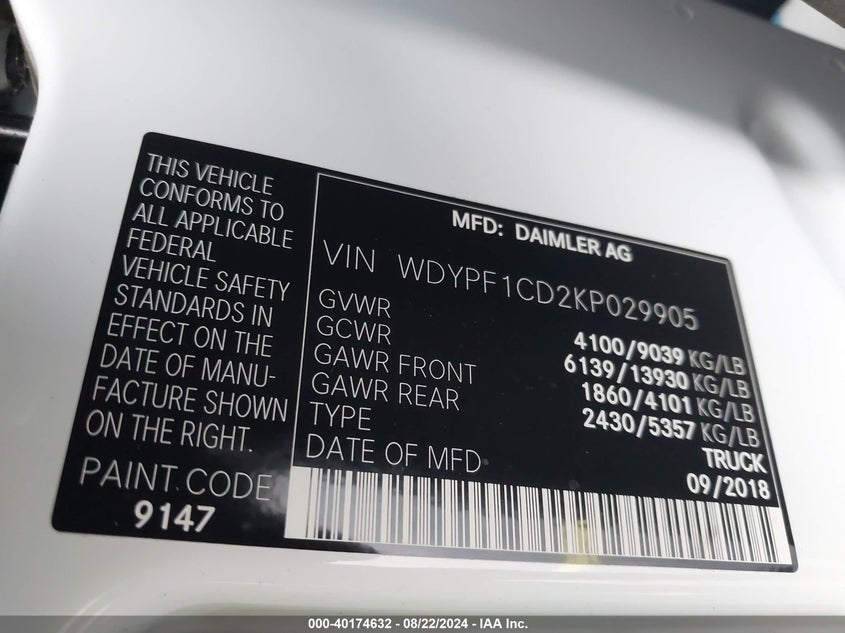 THIS VEHICLE
CONFORMS TO
ALL APPLICABLE
FEDERAL
VEHICLE SAFETY
STANDARDS IN
EFFECT ON THE
DATE OF MANU-
FACTURE SHOWN
ON THE RIGHT.
PAINT CODE
9147
MFD: DAIMLER AG
VIN WDYPF1CD2KP029905
GVWR 4100/9039 KG/LB
GCWR 6139/13930 KG/LB
GAWR FRONT 1860/4101 KG/LB
GAWR REAR 2430/5357 KG/LB
TYPE TRUCK
DATE OF MFD 09/2018
000-40174632 - 08/22/2024 - IAA Inc.